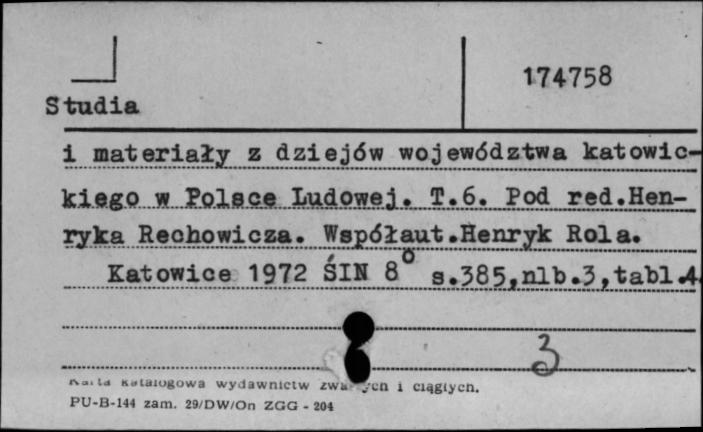 174758
Studia
i materiały z dziejów województwa katowic-
kiego w Polsce Ludowej. T.6. Pod red.Hen-
ryka Rechowicza. Współaut.Henryk Rola.
Katowice 1972 ŚIN 8° s.385,nlb.3,tabl.4
3
Karta katalogowa wydawnictw i ciągłych.
PU-B-144 zam. 29/DW/On ZGG - 204